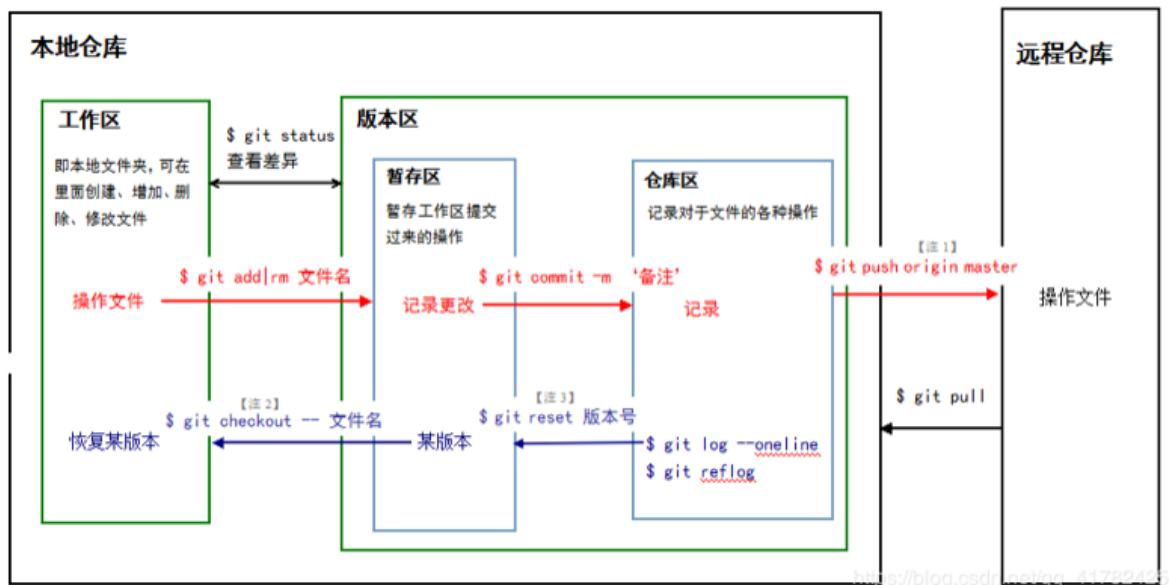 本地仓库
远程仓库
工作区
即本地文件夹,可在
里面创建、增加、删
除、修改文件
$ git status
查看差异
版本区
暂存区
暂存工作区提交
过来的操作
仓库区
记录对于文件的各种操作
$ git add|rm 文件名
操作文件
$ git commit -m ‘备注’
记录更改
记录
【注 1】
$ git push origin master
操作文件
【注 2】
$ git checkout -- 文件名
恢复某版本
【注 3】
$ git reset 版本号
某版本
$ git log --oneline
$ git reflog
$ git pull